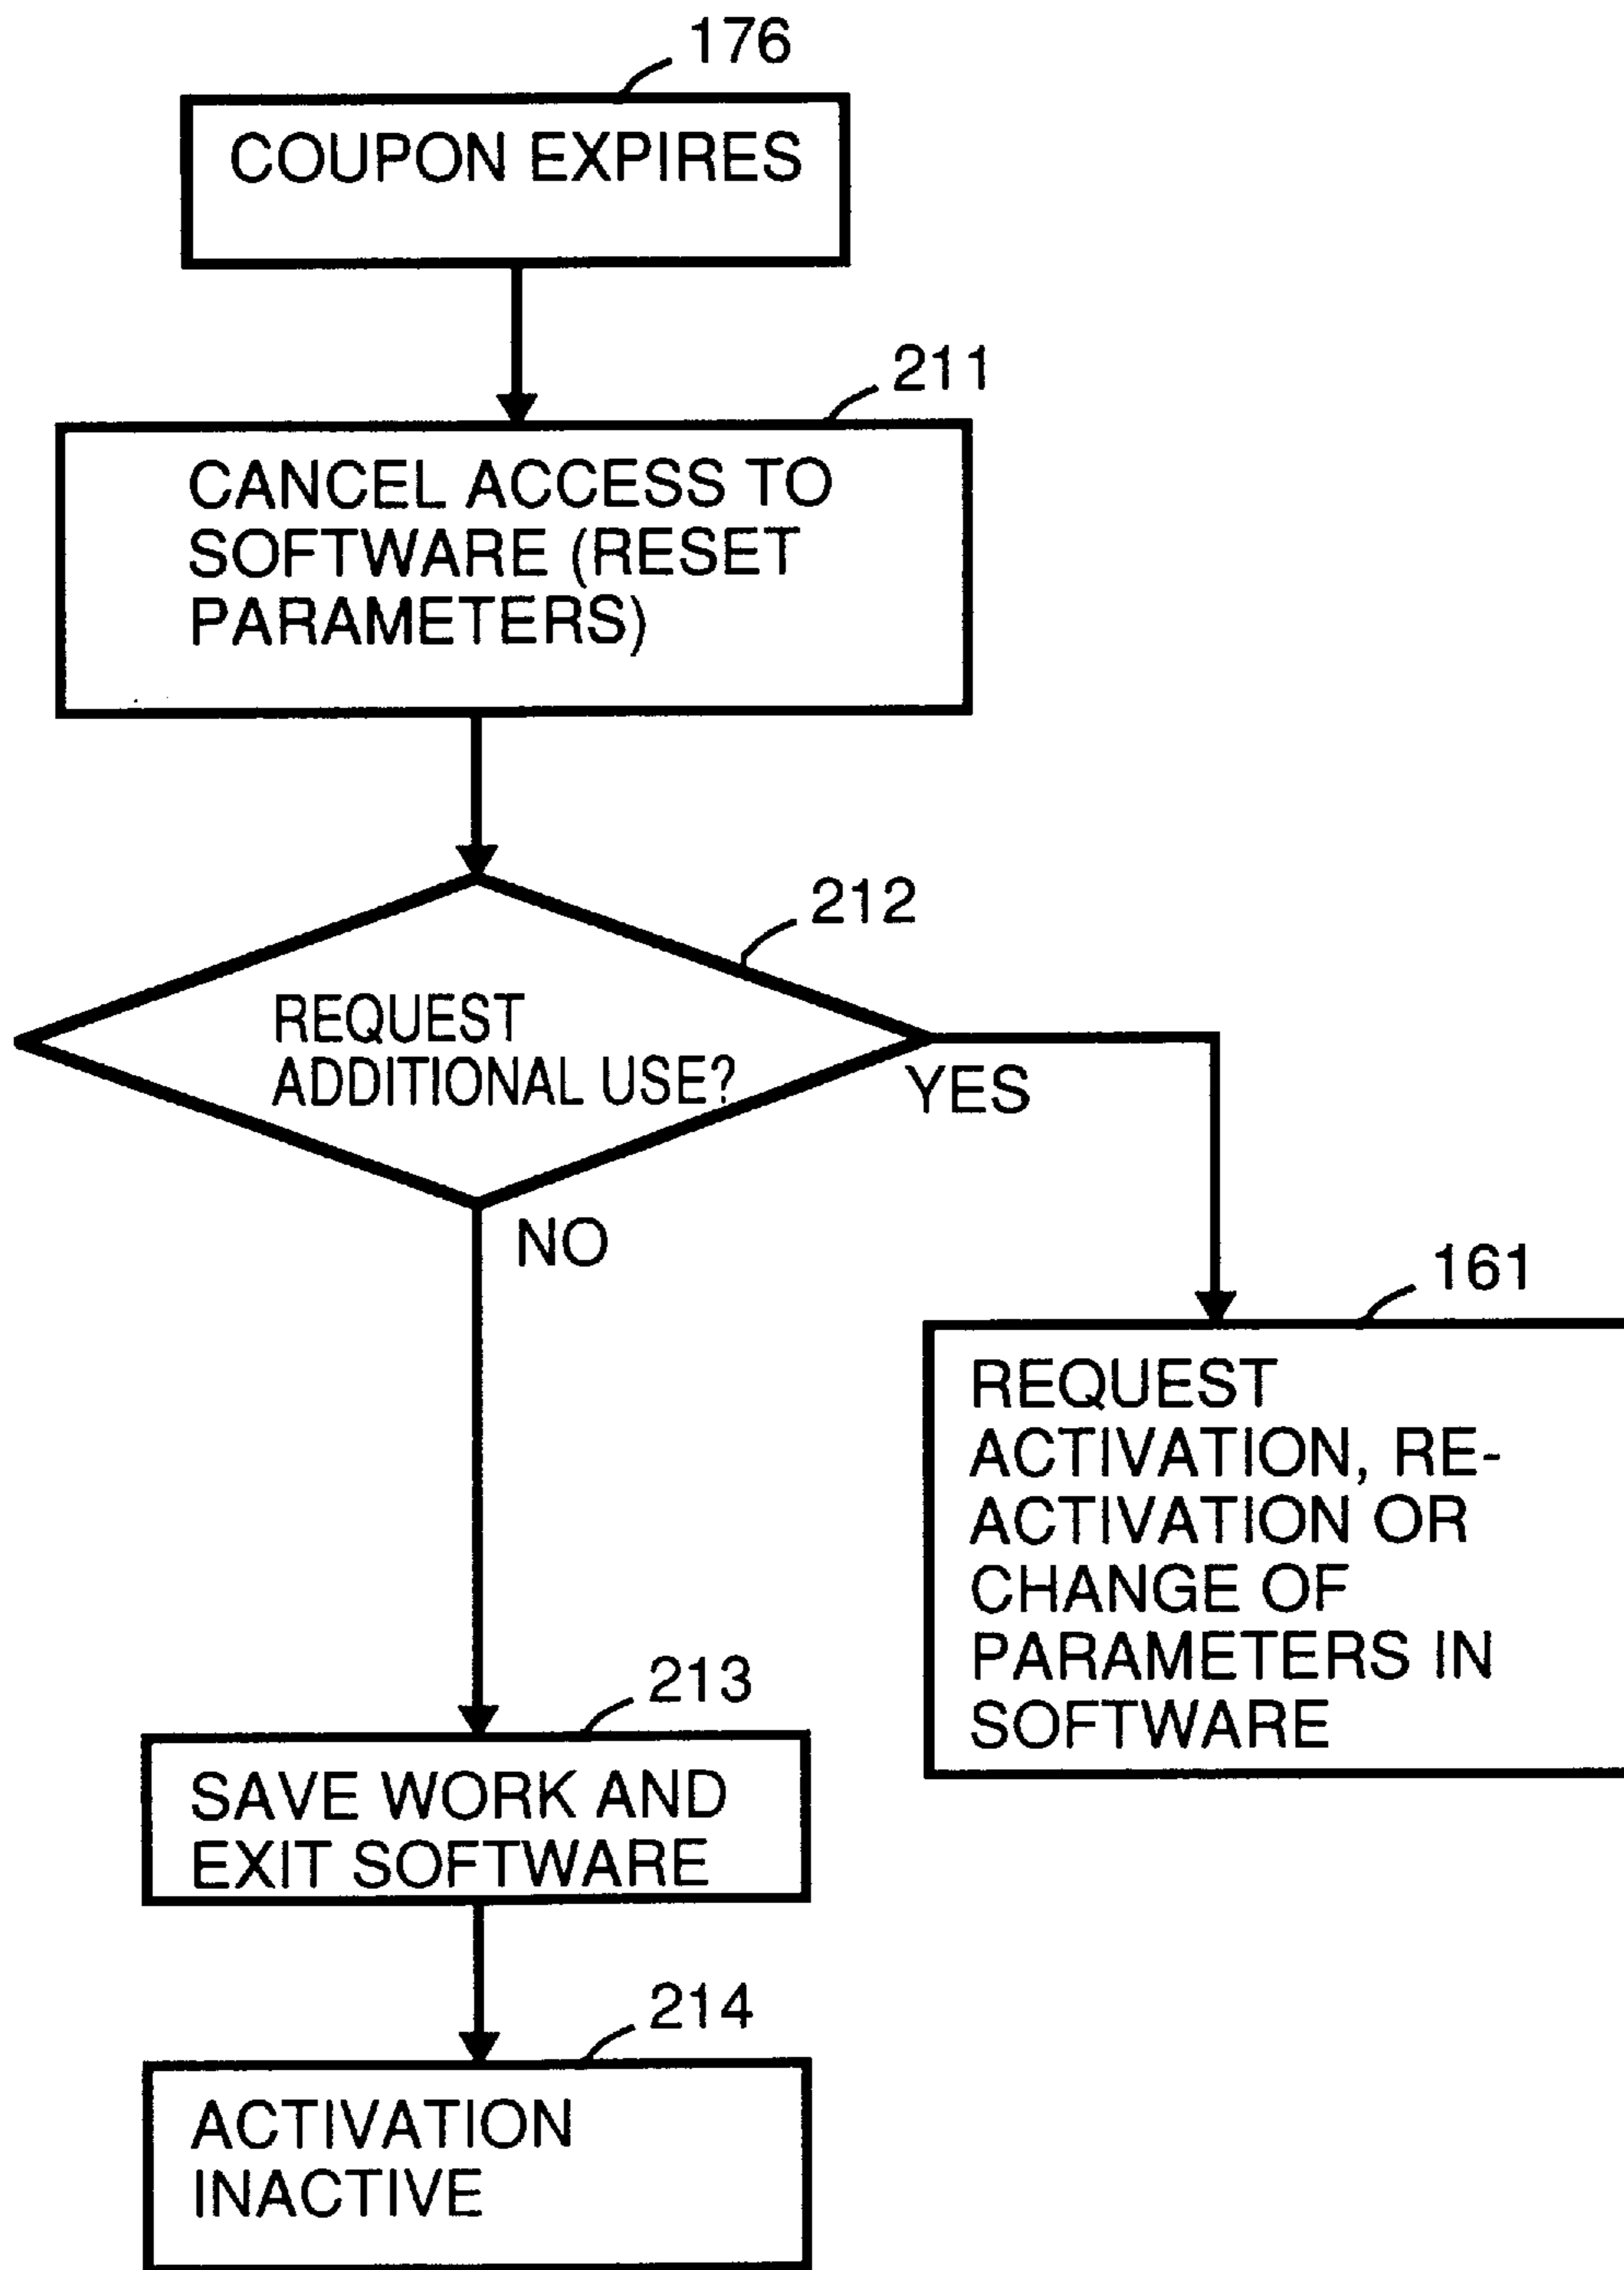 176
COUPON EXPIRES
211
CANCEL ACCESS TO
SOFTWARE (RESET
PARAMETERS)
212
REQUEST
ADDITIONAL USE?
YES
NO
161
REQUEST
ACTIVATION, RE-
ACTIVATION OR
CHANGE OF
PARAMETERS IN
SOFTWARE
213
SAVE WORK AND
EXIT SOFTWARE
214
ACTIVATION
INACTIVE